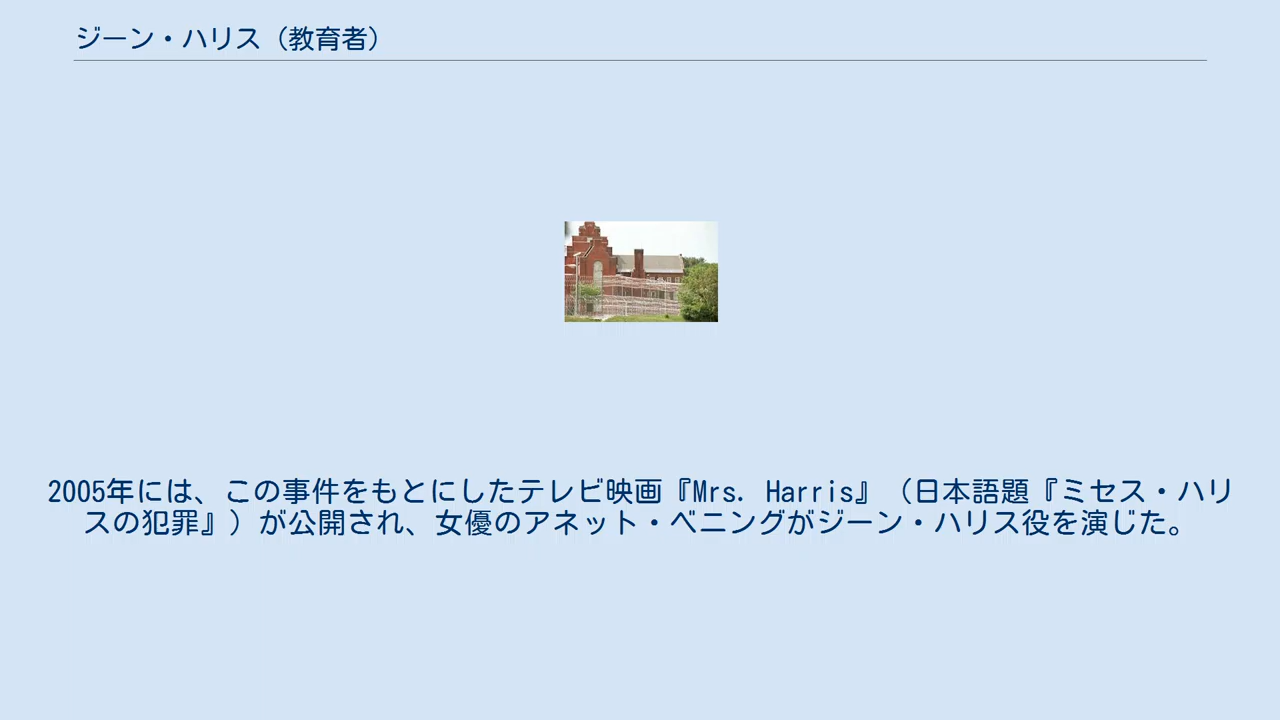 ジーン・ハリス（教育者）
2005年には、この事件をもとにしたテレビ映画『Mrs. Harris』（日本語題『ミセス・ハリ
スの犯罪』）が公開され、女優のアネット・ベニングがジーン・ハリス役を演じた。